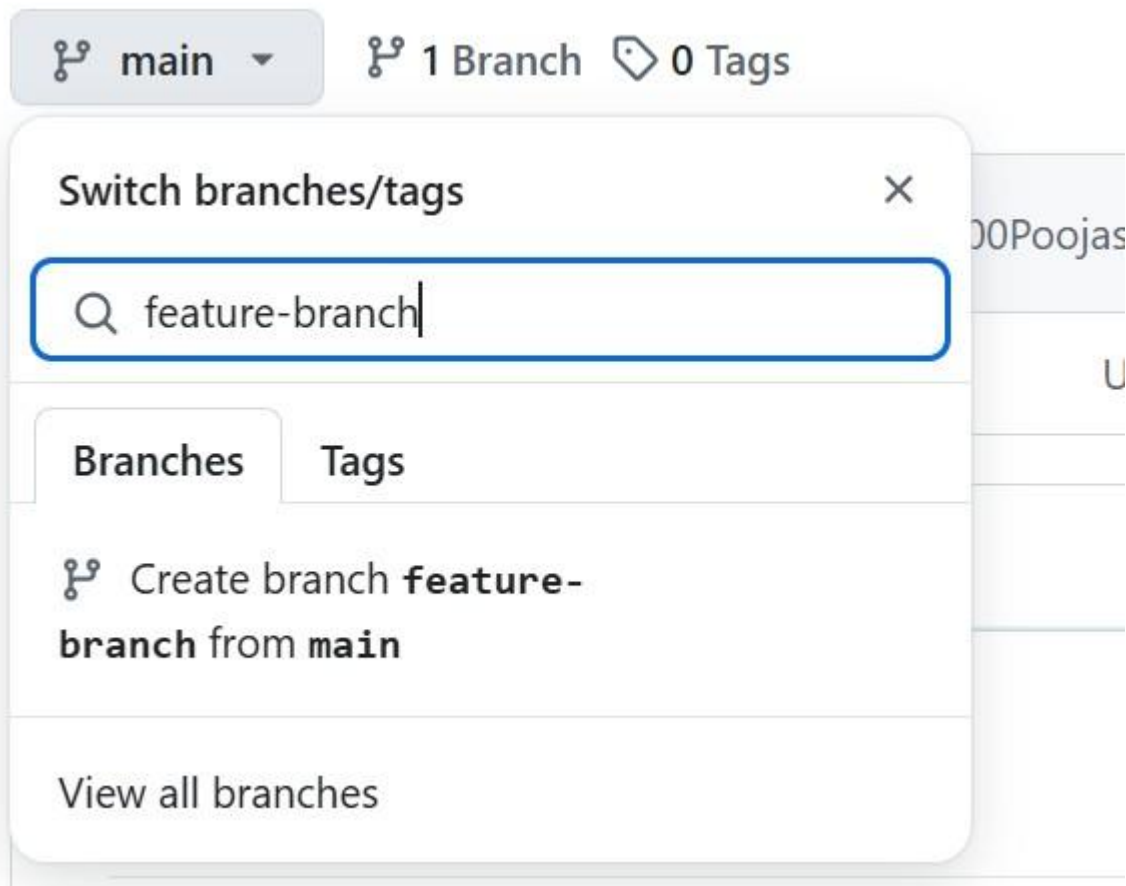 main 1 Branch 0 Tags
Switch branches/tags
00Poojas
feature-branch
U
Branches Tags
Create branch feature-
branch from main
View all branches